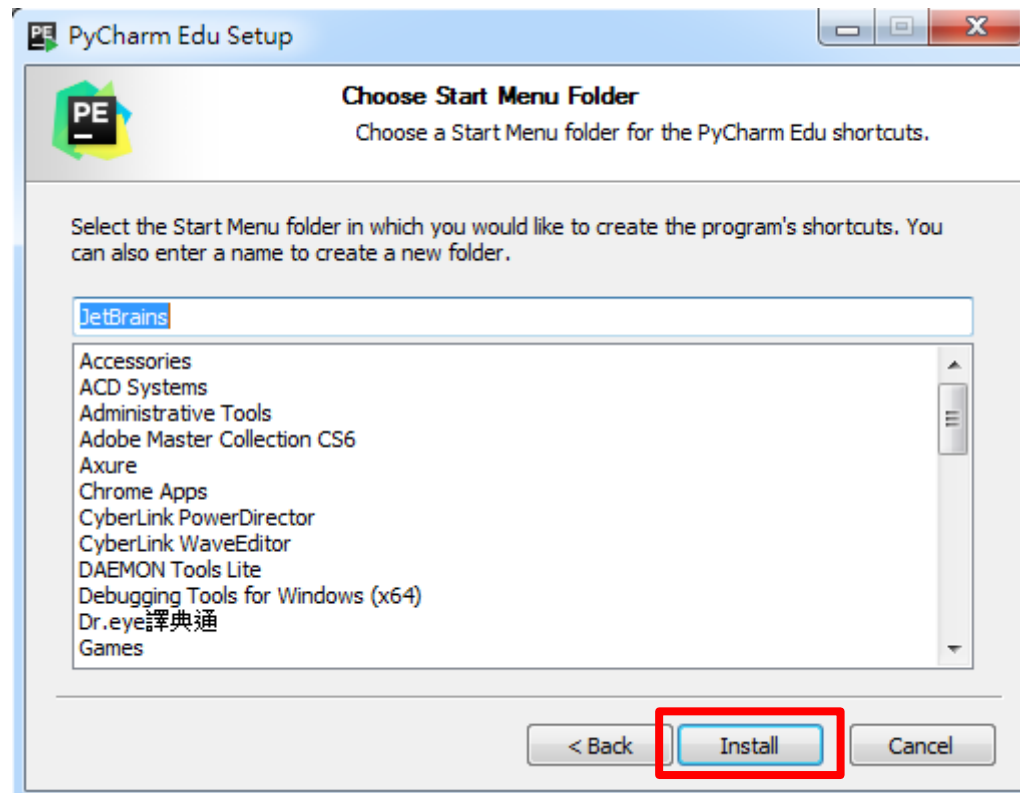 PE PyCharm Edu Setup
PE
Choose Start Menu Folder
Choose a Start Menu folder for the PyCharm Edu shortcuts.
Select the Start Menu folder in which you would like to create the program's shortcuts. You
can also enter a name to create a new folder.
JetBrains
Accessories
ACD Systems
Administrative Tools
Adobe Master Collection CS6
Axure
Chrome Apps
CyberLink PowerDirector
CyberLink WaveEditor
DAEMON Tools Lite
Debugging Tools for Windows (x64)
Dr.eye譯典通
Games
< Back Install Cancel